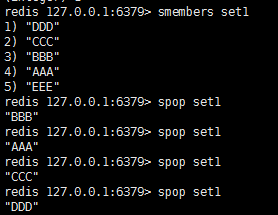 redis 127.0.0.1:6379> smembers set1
1) "DDD"
2) "CCC"
3) "BBB"
4) "AAA"
5) "EEE"
redis 127.0.0.1:6379> spop set1
"BBB"
redis 127.0.0.1:6379> spop set1
"AAA"
redis 127.0.0.1:6379> spop set1
"CCC"
redis 127.0.0.1:6379> spop set1
"DDD"